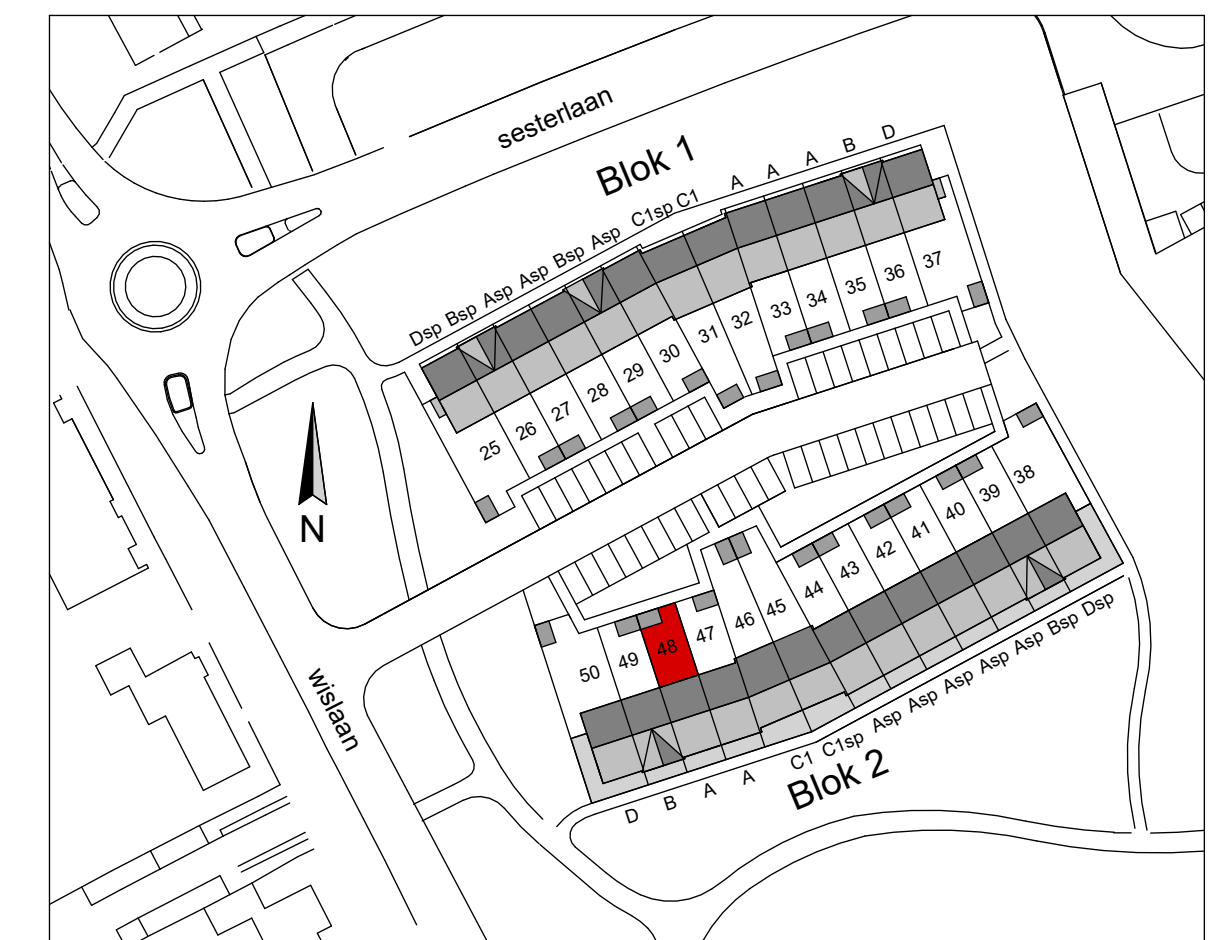 sesterlaan
Blok 1
Dsp Bsp Asp Asp Bsp Asp C1sp C1 A A A B D
25 26 27 28 29 30 31 32 33 34 35 36 37
N
50 49 48 47 46 45 44 43 42 41 40 39 38
wislaan
D B A A C1 C1sp Asp Asp Asp Asp Asp Bsp Dsp
Blok 2